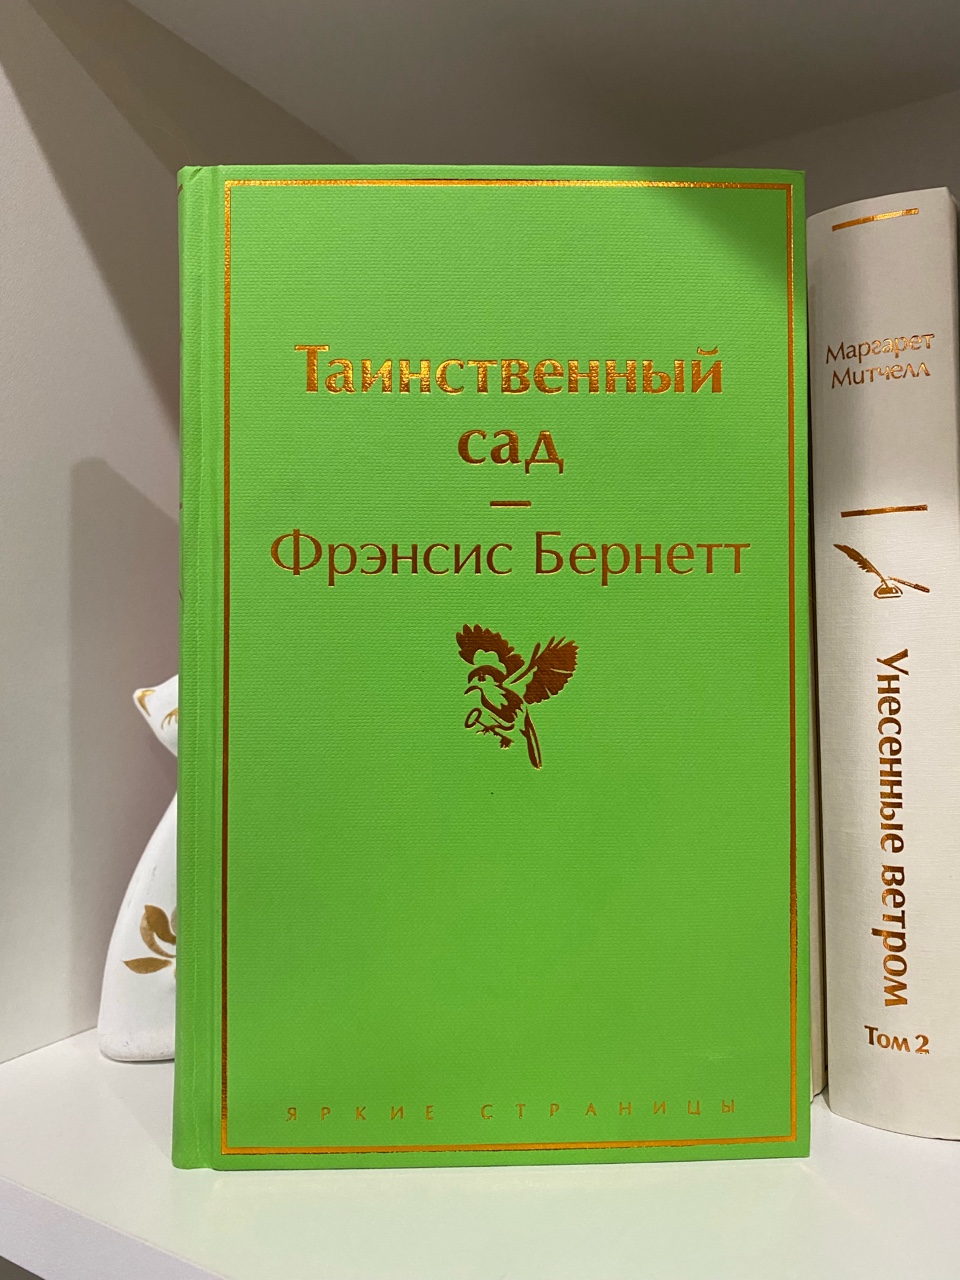 Таинственный
сад
Фрэнсис Бернетт
ЯРКИЕ СТРАНИЦЫ
Маргарет
Митчелл
Унесенные ветром
Том 2